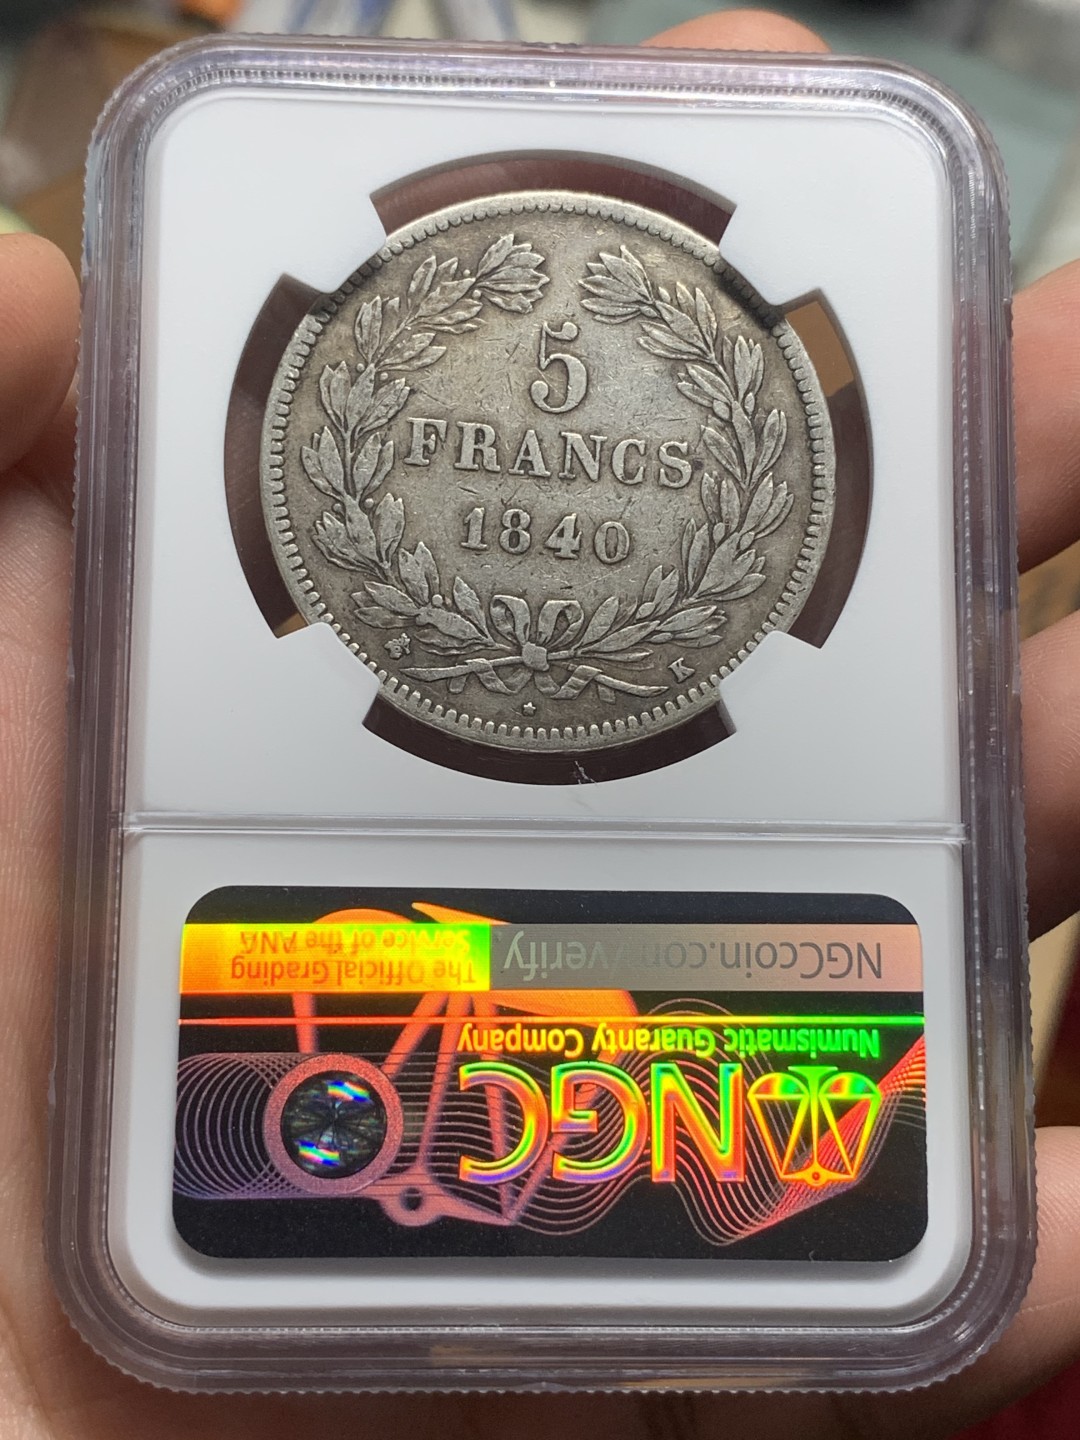 5
FRANCS
1840
K
NGC
Numismatic Guaranty Company
NGCcoin.com/verify
The Official Grading
Service of the ANA